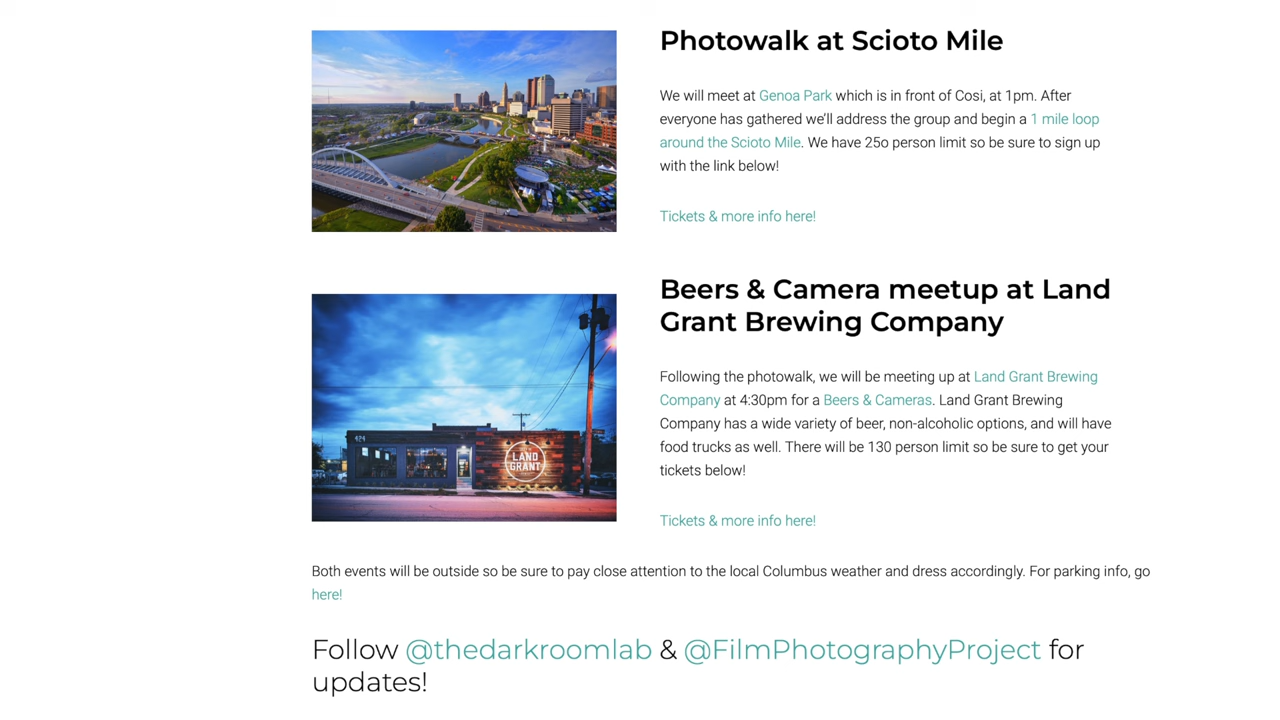 Photowalk at Scioto Mile
We will meet at Genoa Park which is in front of Cosi, at 1pm. After
everyone has gathered we'll address the group and begin a 1 mile loop
around the Scioto Mile. We have 25o person limit so be sure to sign up
with the link below!
Tickets & more info here!
Beers & Camera meetup at Land
Grant Brewing Company
424
LAND
GRANT
Following the photowalk, we will be meeting up at Land Grant Brewing
Company at 4:30pm for a Beers & Cameras. Land Grant Brewing
Company has a wide variety of beer, non-alcoholic options, and will have
food trucks as well. There will be 130 person limit so be sure to get your
tickets below!
Tickets & more info here!
Both events will be outside so be sure to pay close attention to the local Columbus weather and dress accordingly. For parking info, go
here!
Follow @thedarkroomlab & @FilmPhotographyProject for
updates!